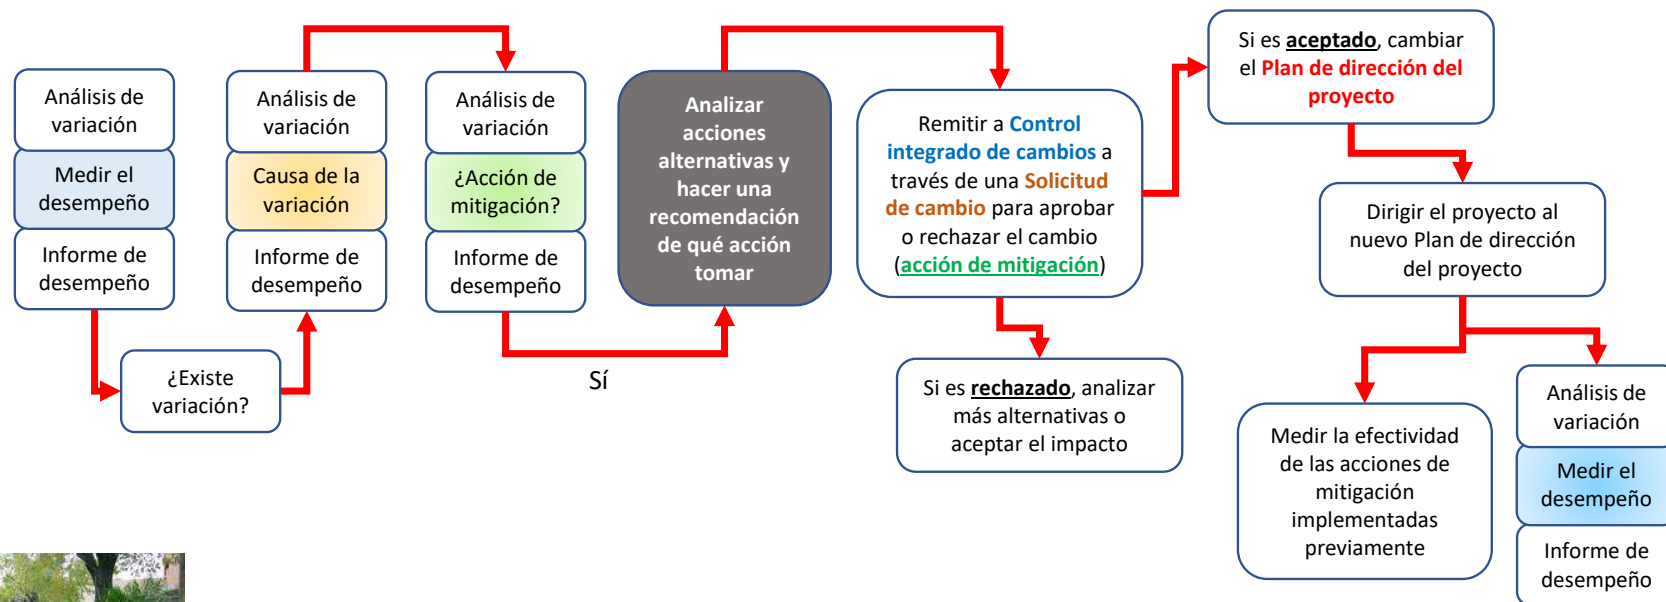 Análisis de
variación
Medir el
desempeño
Informe de
desempeño
¿Existe
variación?
Análisis de
variación
Causa de la
variación
Informe de
desempeño
Análisis de
variación
¿Acción de
mitigación?
Informe de
desempeño
Sí
Analizar
acciones
alternativas y
hacer una
recomendación
de qué acción
tomar
Remitir a Control
integrado de cambios a
través de una Solicitud
de cambio para aprobar
o rechazar el cambio
(acción de mitigación)
Si es rechazado, analizar
más alternativas o
aceptar el impacto
Si es aceptado, cambiar
el Plan de dirección del
proyecto
Dirigir el proyecto al
nuevo Plan de dirección
del proyecto
Medir la efectividad
de las acciones de
mitigación
implementadas
previamente
Análisis de
variación
Medir el
desempeño
Informe de
desempeño